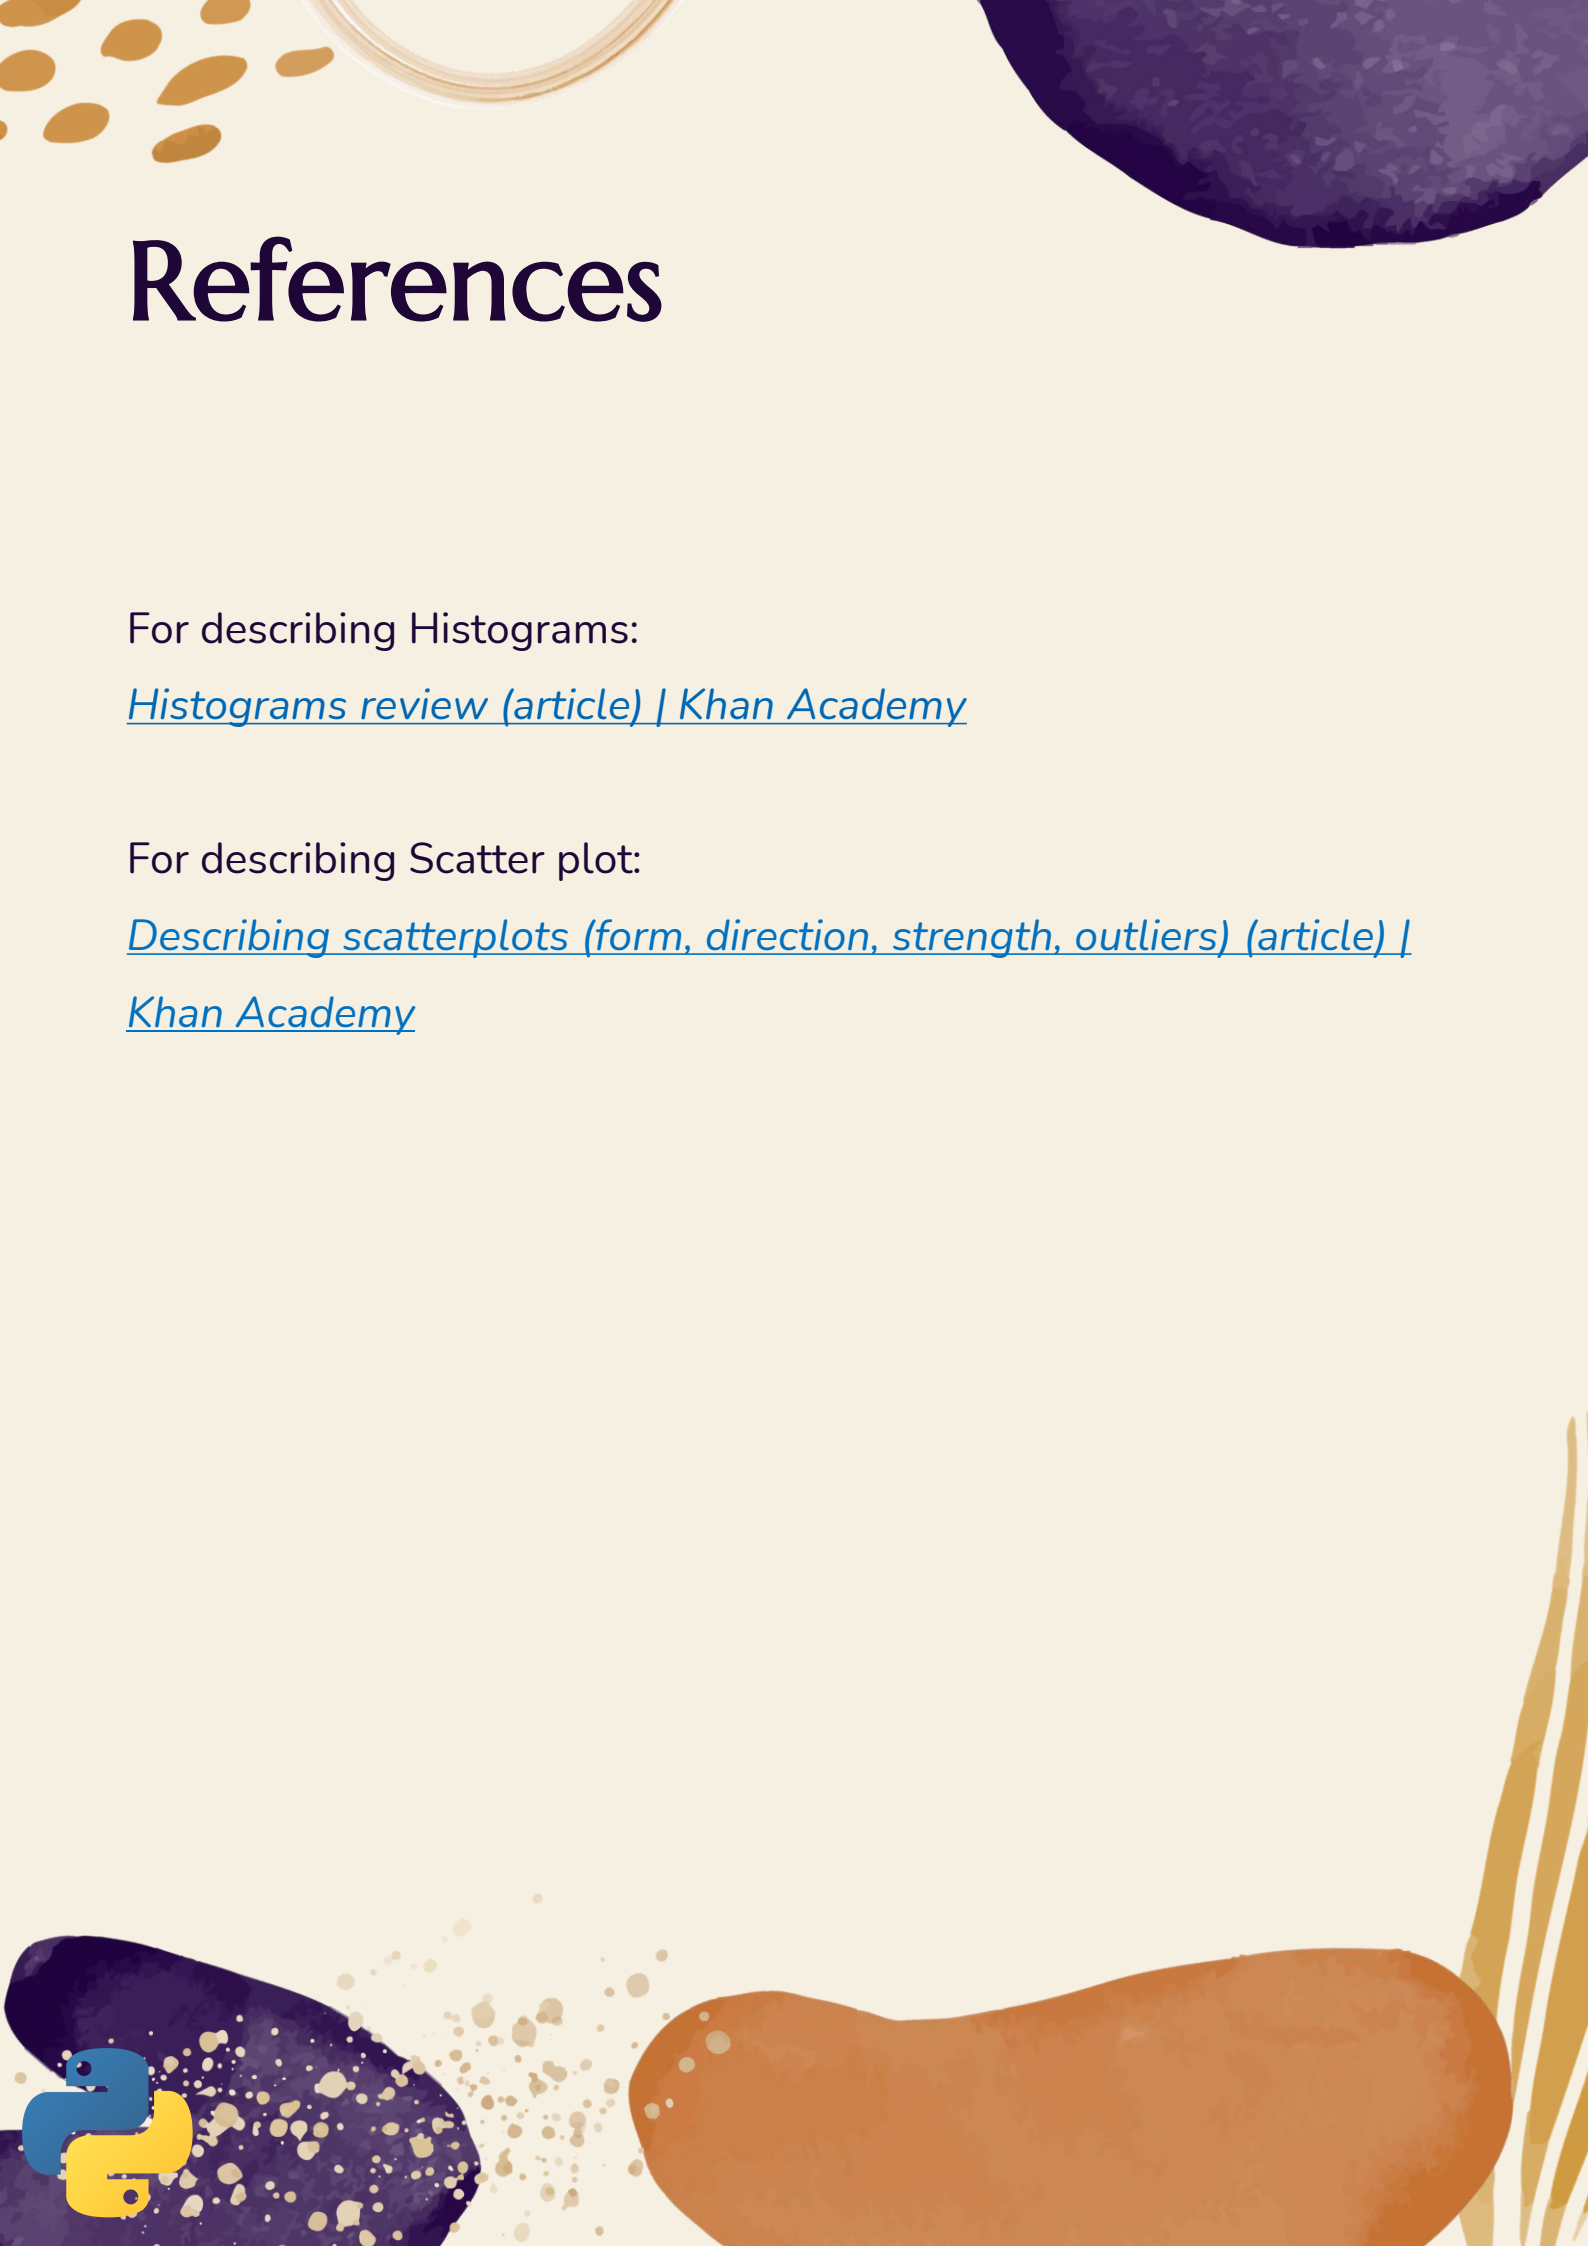 References
For describing Histograms:
Histograms review (article) | Khan Academy
For describing Scatter plot:
Describing scatterplots (form, direction, strength, outliers) (article) |
Khan Academy